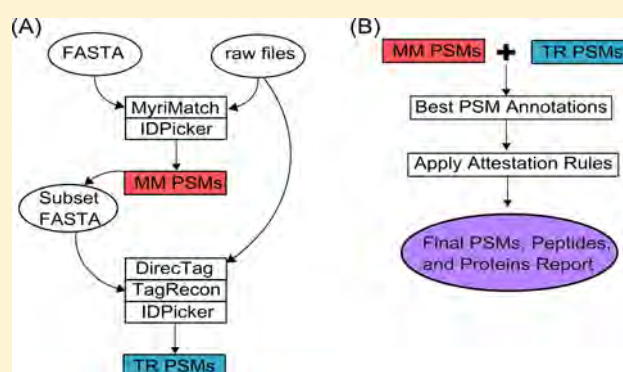 (A)
FASTA
raw files
MyriMatch
IDPicker
MM PSMs
Subset
FASTA
DirecTag
TagRecon
IDPicker
TR PSMs
(B)
MM PSMs + TR PSMs
Best PSM Annotations
Apply Attestation Rules
Final PSMs, Peptides,
and Proteins Report